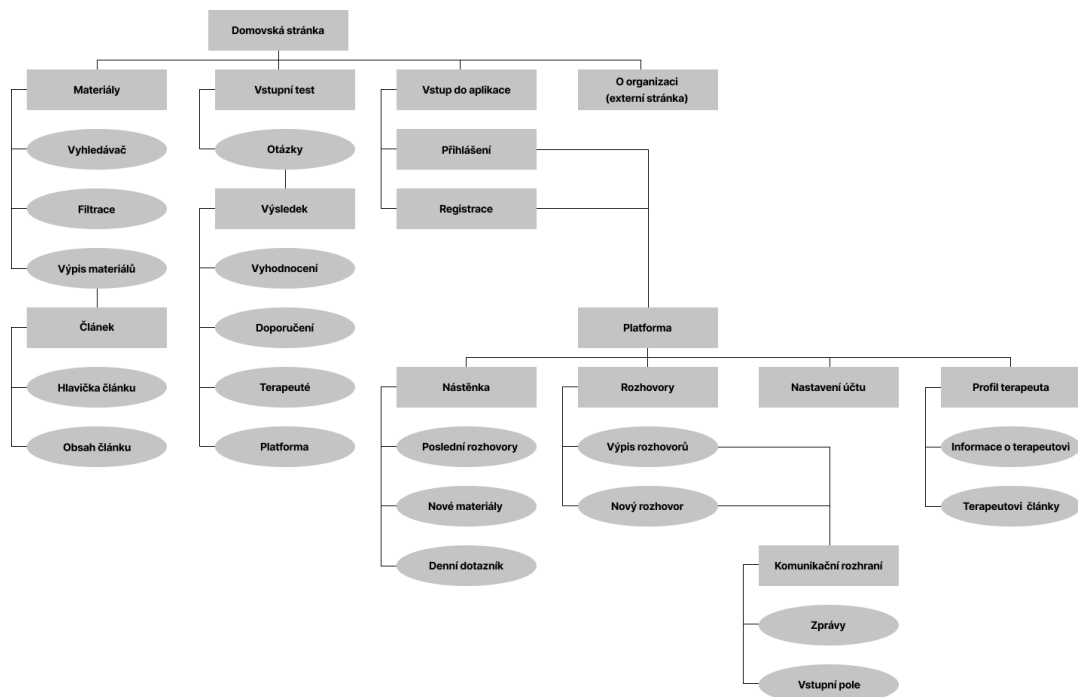 Domovská stránka
Materiály
Vstupní test
Vstup do aplikace
O organizaci
(externí stránka)
Vyhledávač
Otázky
Přihlášení
Filtrace
Výsledek
Registrace
Výpis materiálů
Vyhodnocení
Článek
Doporučení
Platforma
Hlavička článku
Terapeuté
Nástěnka
Rozhovory
Nastavení účtu
Profil terapeuta
Obsah článku
Platforma
Poslední rozhovory
Výpis rozhovorů
Informace o terapeutovi
Nové materiály
Nový rozhovor
Terapeutovi články
Denní dotazník
Komunikační rozhraní
Zprávy
Vstupní pole